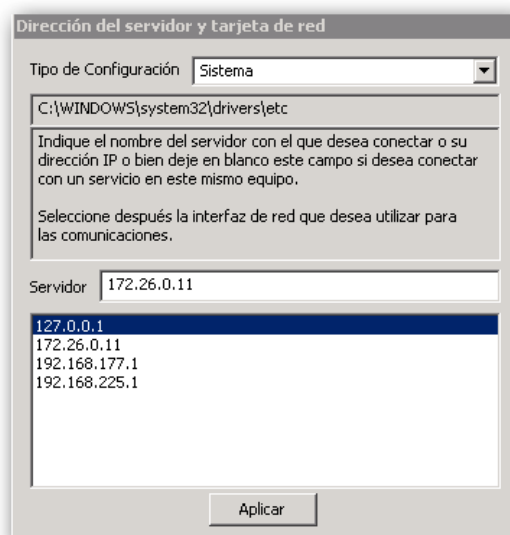 Dirección del servidor y tarjeta de red
Tipo de Configuración Sistema
C:\WINDOWS\system32\drivers\etc
Indique el nombre del servidor con el que desea conectar o su
dirección IP o bien deje en blanco este campo si desea conectar
con un servicio en este mismo equipo.
Seleccione después la interfaz de red que desea utilizar para
las comunicaciones.
Servidor 172.26.0.11
127.0.0.1
172.26.0.11
192.168.177.1
192.168.225.1
Aplicar